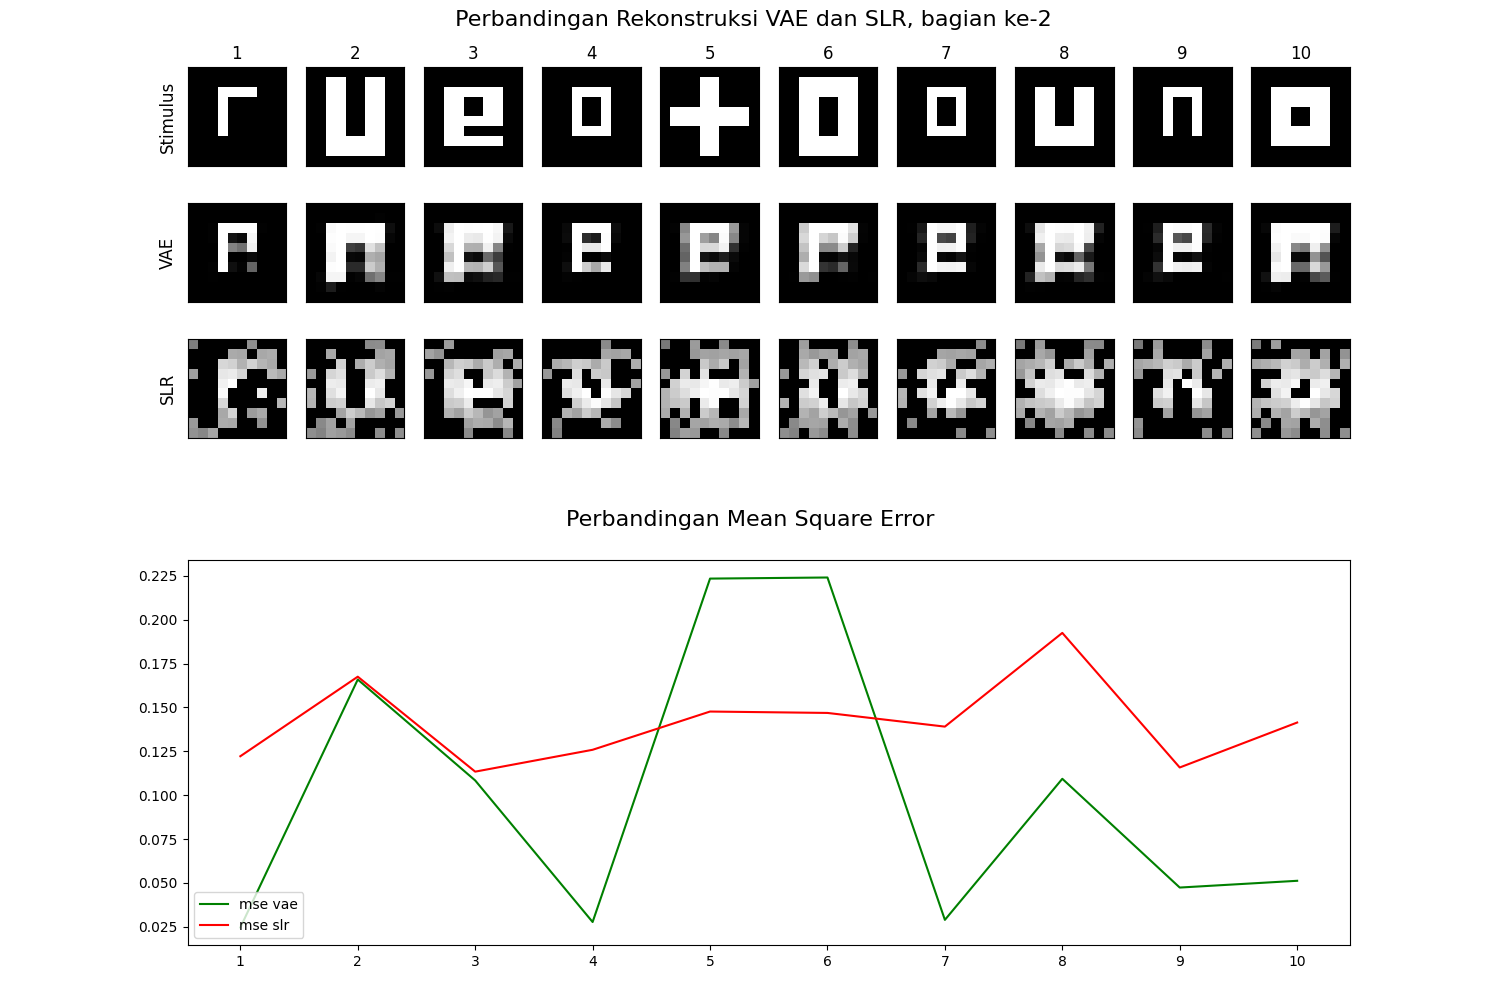 Perbandingan Rekonstruksi VAE dan SLR, bagian ke-2
1 2 3 4 5 6 7 8 9 10
Stimulus
VAE
SLR
Perbandingan Mean Square Error
0.225
0.200
0.175
0.150
0.125
0.100
0.075
0.050
0.025
mse vae
mse slr
1 2 3 4 5 6 7 8 9 10